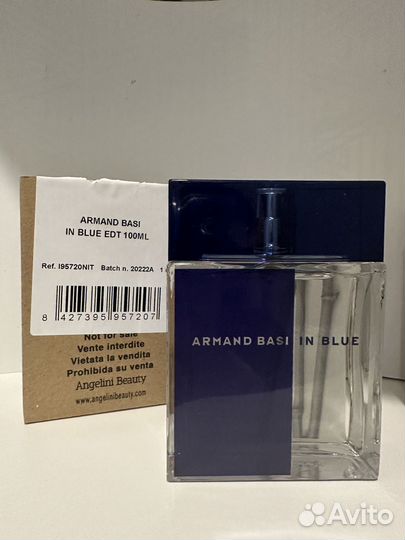 ARMAND BASI
IN BLUE EDT 100ML
Ref. I95720NIT Batch n. 20222A 1
8 427395 957207
Not for sale
Vente interdite
Vietata la vendita
Prohibida su venta
Angelini Beauty
www.angelinibeauty.com
ARMAND BASI IN BLUE
Avito